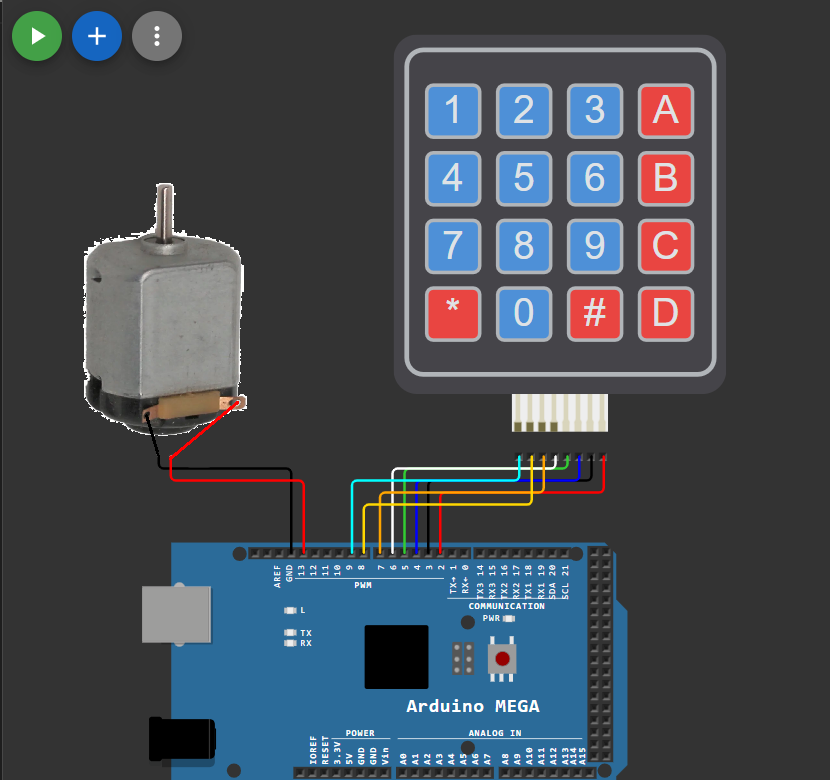 1 2 3 A
4 5 6 B
7 8 9 C
* 0 # D
AREF GND 13 12 11 10 9 8 7 6 5 4 3 2 TX→ 1 RX← 0 TX3 14 RX3 15 TX2 16 RX2 17 TX1 18 RX1 19 SDA 20 SCL 21
PWM
COMMUNICATION
L
PWR
TX
RX
Arduino MEGA
POWER
ANALOG IN
IOREF RESET 3.3V 5V GND GND Vin A0 A1 A2 A3 A4 A5 A6 A7 A8 A9 A10 A11 A12 A13 A14 A15